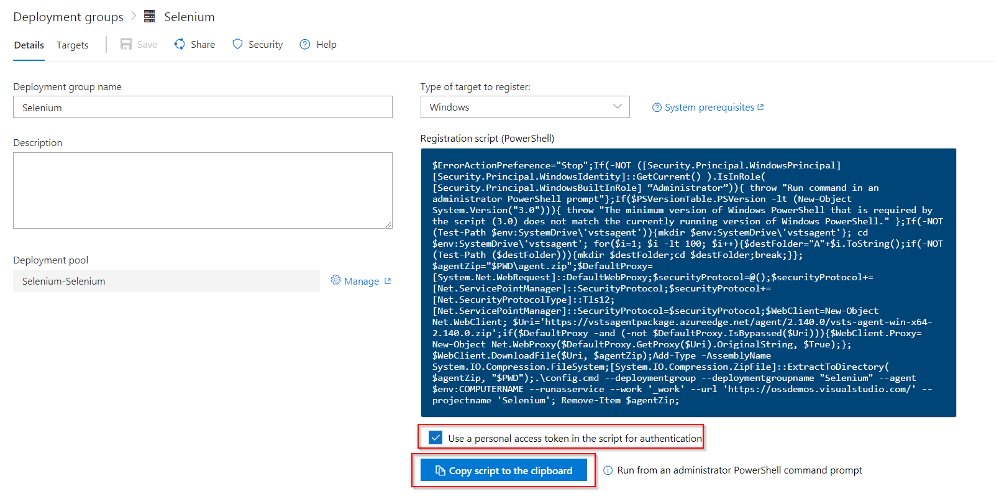 Deployment groups > Selenium
Details Targets Save Share Security Help
Deployment group name
Selenium
Description
Deployment pool
Selenium-Selenium
Manage
Type of target to register:
Windows
System prerequisites
Registration script (PowerShell)
$ErrorActionPreference="Stop";If(-NOT ([Security.Principal.WindowsPrincipal]
[Security.Principal.WindowsIdentity]::GetCurrent() ).IsInRole(
[Security.Principal.WindowsBuiltInRole] “Administrator”)){ throw "Run command in an
administrator PowerShell prompt"};If($PSVersionTable.PSVersion -lt (New-Object
System.Version("3.0"))){ throw "The minimum version of Windows PowerShell that is required by
the script (3.0) does not match the currently running version of Windows PowerShell." };If(-NOT
(Test-Path $env:SystemDrive\'vstsagent')){mkdir $env:SystemDrive\'vstsagent'}; cd
$env:SystemDrive\'vstsagent'; for($i=1; $i -lt 100; $i++){$destFolder="A"+$i.ToString();if(-NOT
(Test-Path ($destFolder))){mkdir $destFolder;cd $destFolder;break;}};
$agentZip="$PWD\agent.zip";$DefaultProxy=
[System.Net.WebRequest]::DefaultWebProxy;$securityProtocol=@();$securityProtocol+=
[Net.ServicePointManager]::SecurityProtocol;$securityProtocol+=
[Net.SecurityProtocolType]::Tls12;
[Net.ServicePointManager]::SecurityProtocol=$securityProtocol;$WebClient=New-Object
Net.WebClient; $Uri='https://vstsagentpackage.azureedge.net/agent/2.140.0/vsts-agent-win-x64-
2.140.0.zip';if($DefaultProxy -and (-not $DefaultProxy.IsBypassed($Uri))){$WebClient.Proxy=
New-Object Net.WebProxy($DefaultProxy.GetProxy($Uri).OriginalString, $True);};
$WebClient.DownloadFile($Uri, $agentZip);Add-Type -AssemblyName
System.IO.Compression.FileSystem;[System.IO.Compression.ZipFile]::ExtractToDirectory(
$agentZip, "$PWD");.\config.cmd --deploymentgroup --deploymentgroupname "Selenium" --agent
$env:COMPUTERNAME --runasservice --work '_work' --url 'https://ossdemos.visualstudio.com/' --
projectname 'Selenium'; Remove-Item $agentZip;
Use a personal access token in the script for authentication
Copy script to the clipboard
Run from an administrator PowerShell command prompt